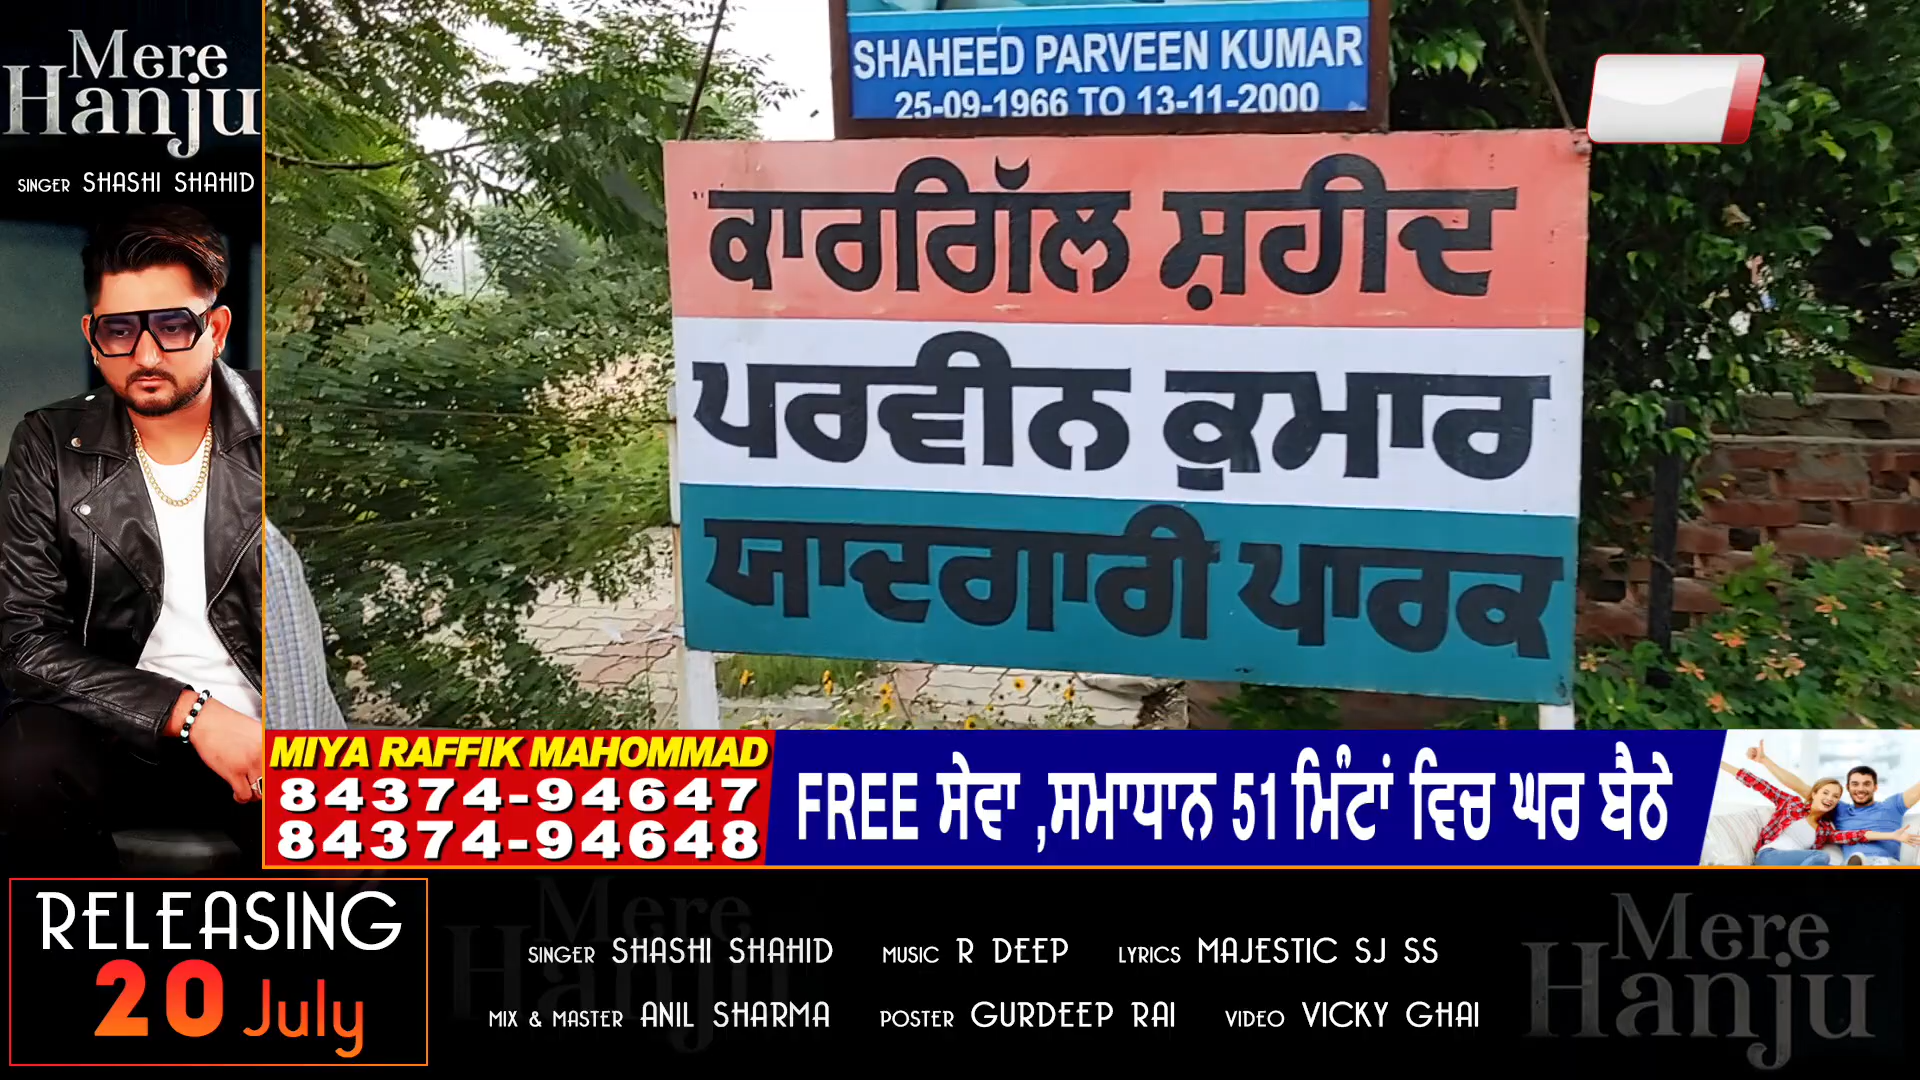 Mere
Hanju
SINGER SHASHI SHAHID
SHAHEED PARVEEN KUMAR
25-09-1966 TO 13-11-2000
ਕਾਰਗਿੱਲ ਸ਼ਹੀਦ
ਪਰਵੀਨ ਕੁਮਾਰ
ਯਾਦਗਾਰੀ ਪਾਰਕ
MIYA RAFFIK MAHOMMAD
84374-94647
84374-94648
FREE ਸੇਵਾ ,ਸਮਾਧਾਨ 51 ਮਿੰਟਾਂ ਵਿਚ ਘਰ ਬੈਠੇ
RELEASING
20 July
SINGER SHASHI SHAHID MUSIC R DEEP LYRICS MAJESTIC SJ SS
MIX & MASTER ANIL SHARMA POSTER GURDEEP RAI VIDEO VICKY GHAI
Mere
Hanju
Mere
Hanju